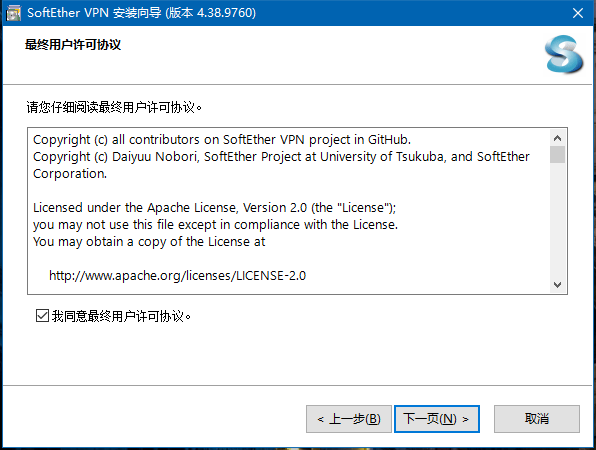 SoftEther VPN 安装向导 (版本 4.38.9760)
最终用户许可协议
请您仔细阅读最终用户许可协议。
Copyright (c) all contributors on SoftEther VPN project in GitHub.
Copyright (c) Daiyuu Nobori, SoftEther Project at University of Tsukuba, and SoftEther
Corporation.
Licensed under the Apache License, Version 2.0 (the "License");
you may not use this file except in compliance with the License.
You may obtain a copy of the License at
http://www.apache.org/licenses/LICENSE-2.0
我同意最终用户许可协议。
< 上一步(B) 下一页(N) > 取消